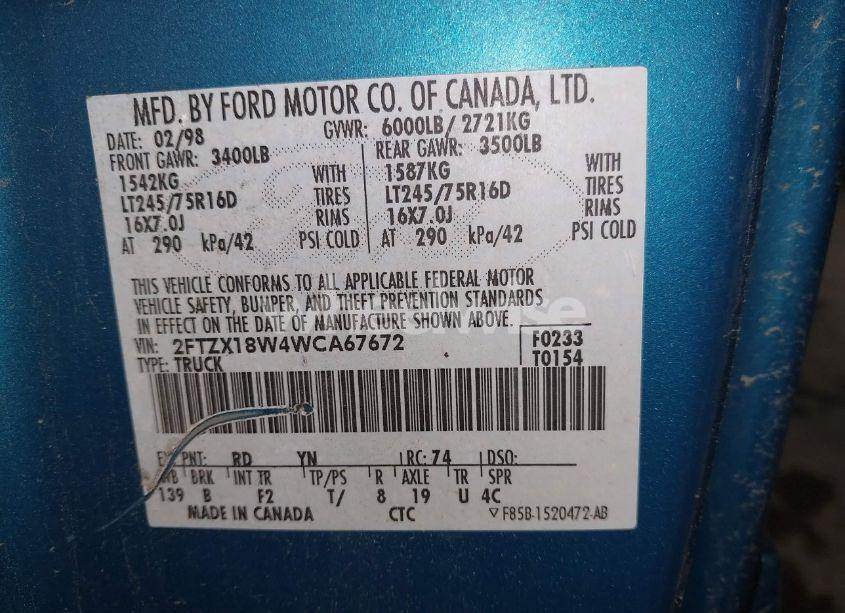 MFD. BY FORD MOTOR CO. OF CANADA, LTD.
DATE: 02/98 GVWR: 6000LB/ 2721KG
FRONT GAWR: 3400LB REAR GAWR: 3500LB
1542KG WITH 1587KG WITH
LT245/75R16D TIRES LT245/75R16D TIRES
16X7.0J RIMS 16X7.0J RIMS
AT 290 kPa/42 PSI COLD AT 290 kPa/42 PSI COLD
THIS VEHICLE CONFORMS TO ALL APPLICABLE FEDERAL MOTOR
VEHICLE SAFETY, BUMPER, AND THEFT PREVENTION STANDARDS
IN EFFECT ON THE DATE OF MANUFACTURE SHOWN ABOVE.
VIN: 2FTZX18W4WCA67672 F0233
TYPE: TRUCK T0154
PNT: RD YN RC: 74 DSO:
WB BRK INT TR TP/PS R AXLE TR SPR
139 B F2 T/ 8 19 U 4C
MADE IN CANADA CTC ▽ F85B-1520472-AB